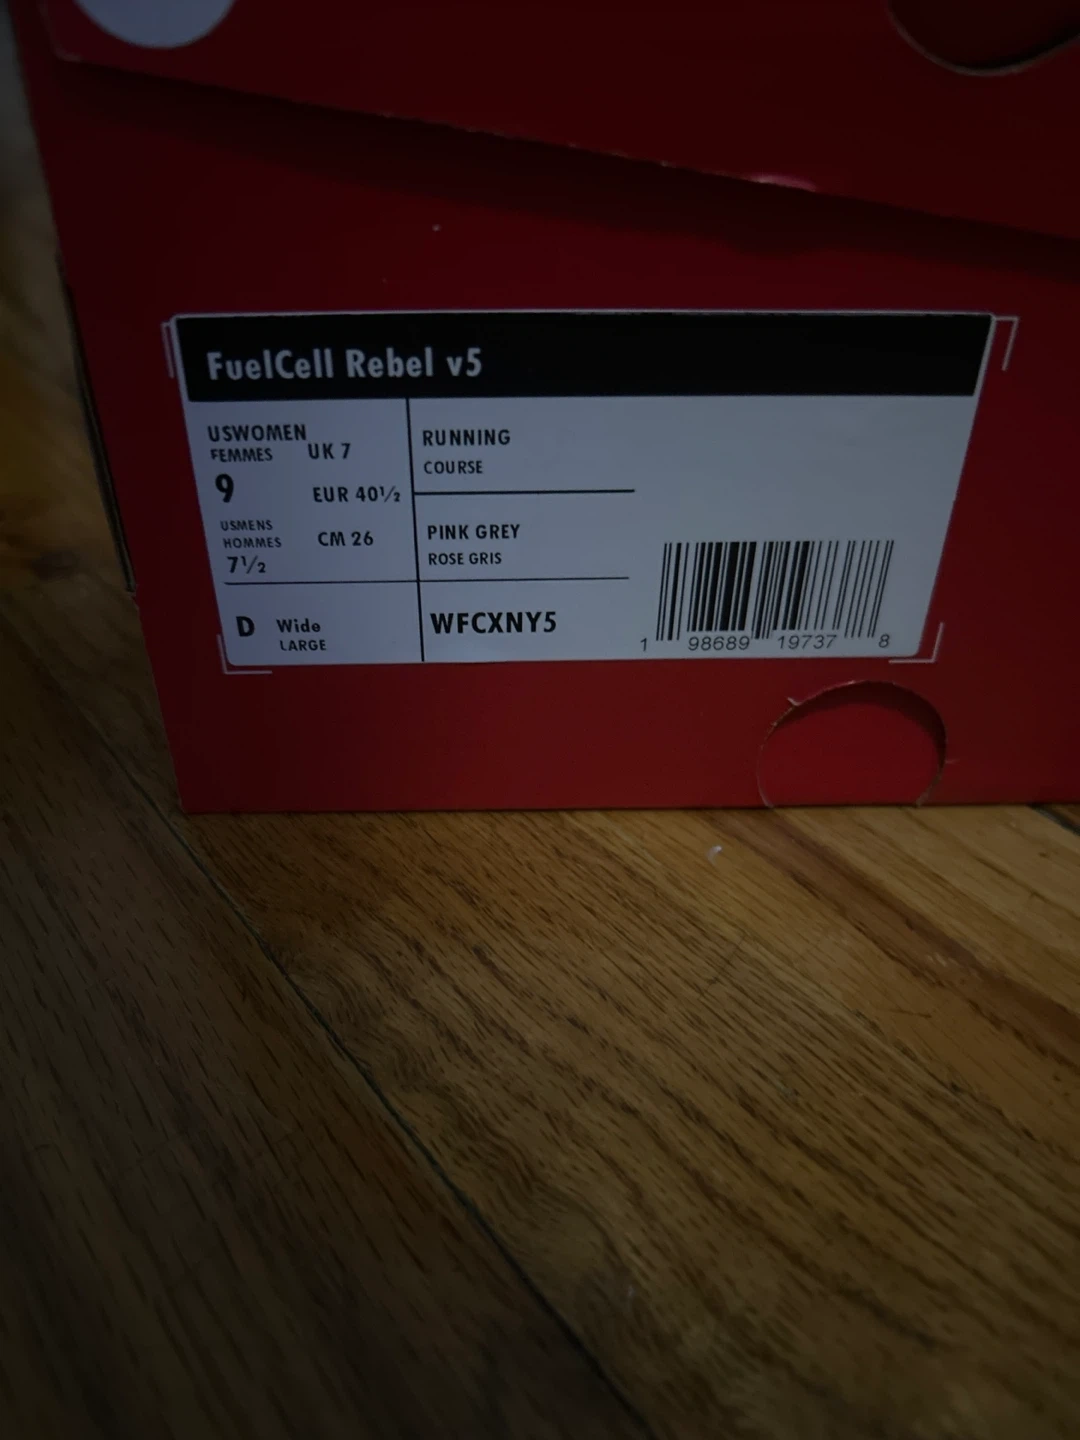 FuelCell Rebel v5
USWOMEN
FEMMES
UK 7
9
EUR 40½
USMENS
HOMMES
CM 26
7½
D Wide
LARGE
RUNNING
COURSE
PINK GREY
ROSE GRIS
WFCXNY5
1 98689 19737 8